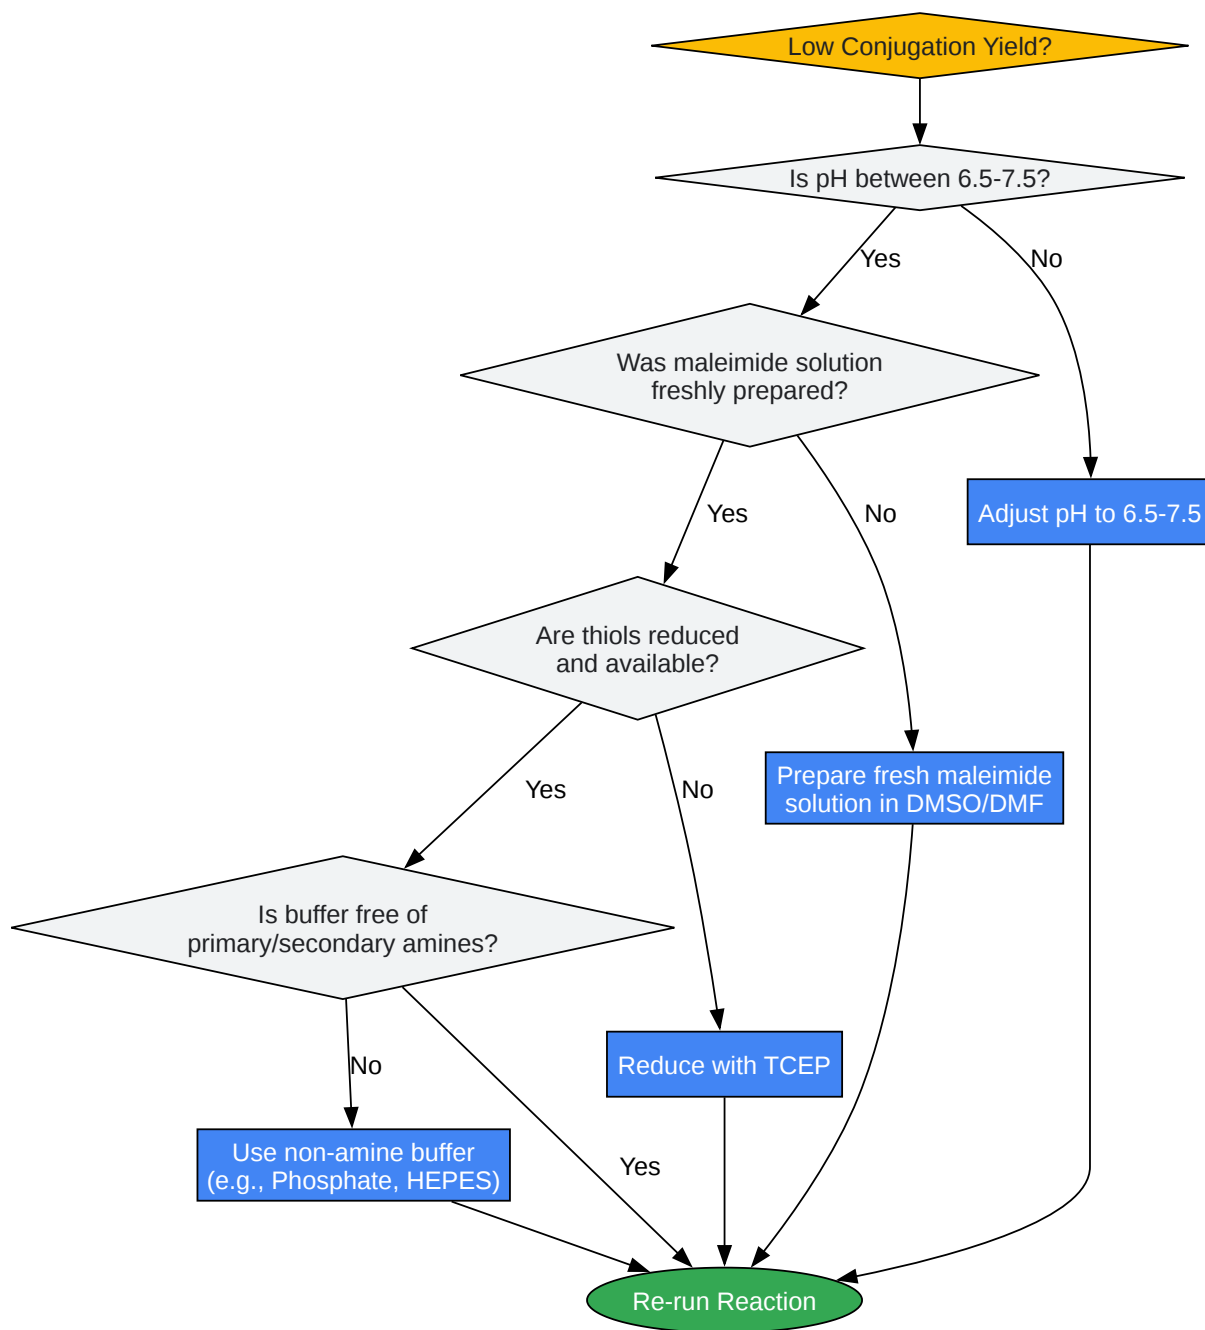 Low Conjugation Yield?
Is pH between 6.5-7.5?
Yes
No
Was maleimide solution
freshly prepared?
Yes
No
Adjust pH to 6.5-7.5
Are thiols reduced
and available?
Yes
No
Prepare fresh maleimide
solution in DMSO/DMF
Is buffer free of
primary/secondary amines?
No
Yes
Reduce with TCEP
Use non-amine buffer
(e.g., Phosphate, HEPES)
Re-run Reaction